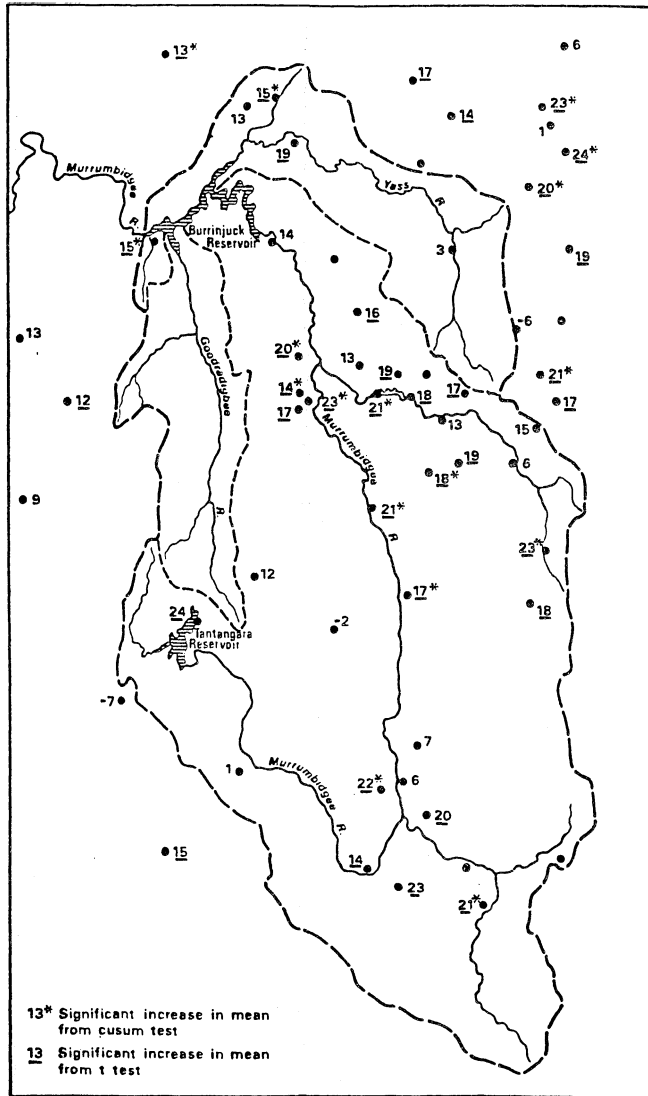 13*
6
17
15*
13
14
23*
1
24*
19
20*
Murrumbidgee
R.
Yass
R.
Burrinjuck
Reservoir
15*
14
3
19
16
-6
13
20*
13
19
21*
12
14*
23*
21*
18
17
17
17
13
15
Goodradigbee
R
Murrumbidgee
R
18*
19
6
9
21*
23*
12
17*
18
24
Tantangara
Reservoir
-2
-7
7
1
Murrumbidgee
R.
22*
6
20
15
14
23
21*
13* Significant increase in mean
from cusum test
13 Significant increase in mean
from t test